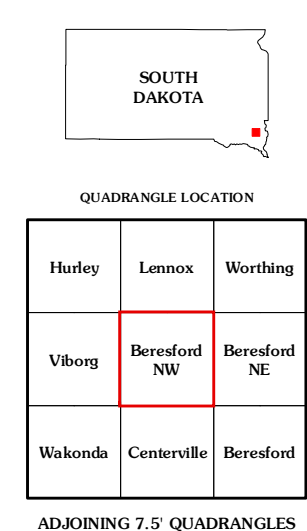 SOUTH
DAKOTA
QUADRANGLE LOCATION
Hurley Lennox Worthing
Viborg Beresford NW Beresford NE
Wakonda Centerville Beresford
ADJOINING 7.5' QUADRANGLES